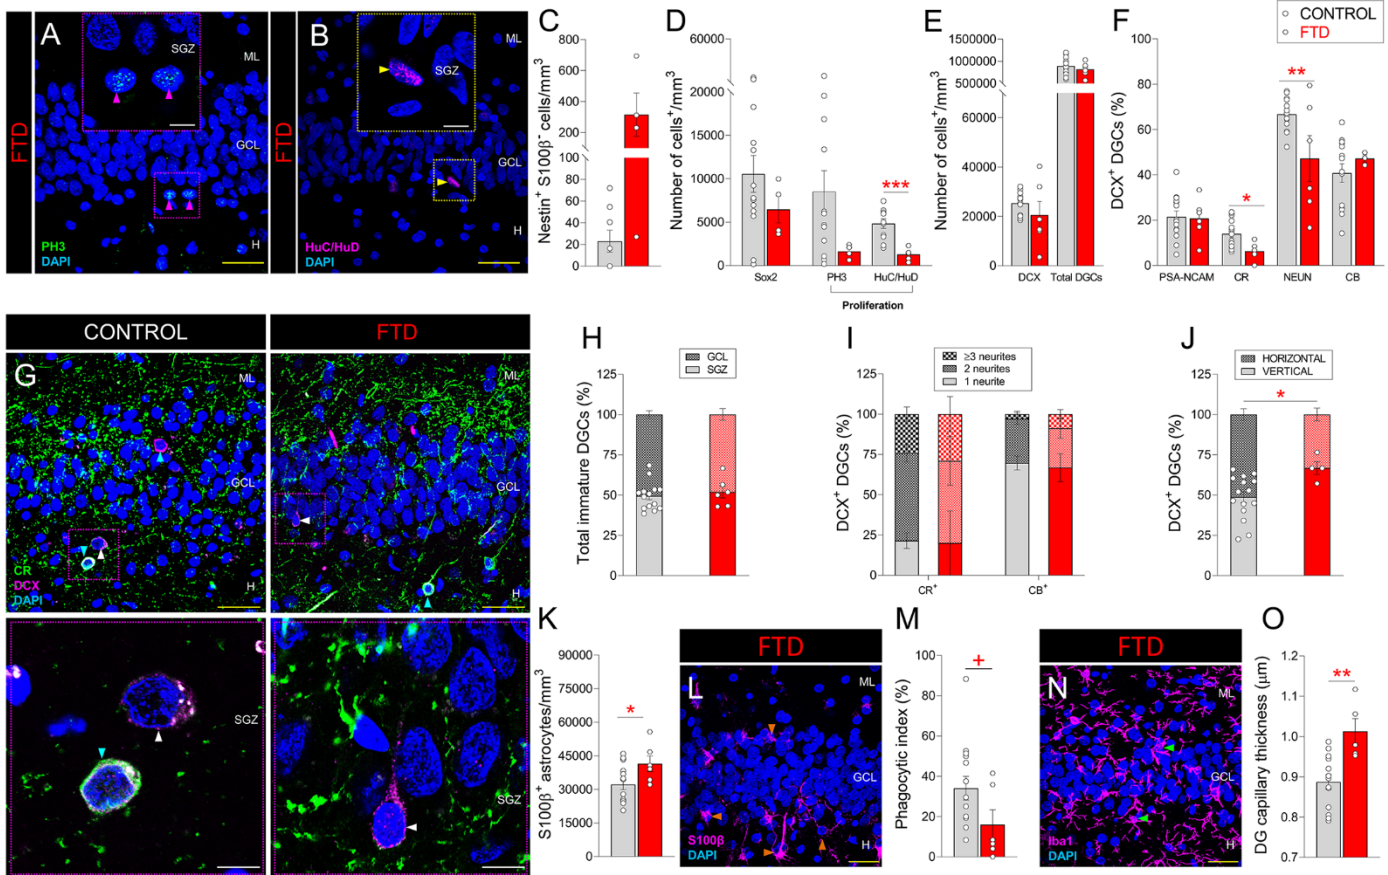 A
SGZ
ML
GCL
H
PH3
DAPI
FTD
B
SGZ
ML
GCL
H
HuC/HuD
DAPI
FTD
C
Nestin+ S100β- cells/mm3
800
600
400
200
100
80
60
40
20
0
D
Number of cells+/mm3
60000
20000
15000
10000
5000
0
***
Sox2
PH3
HuC/HuD
Proliferation
E
Number of cells+/mm3
1500000
1000000
500000
60000
40000
20000
0
DCX
Total DGCs
F
CONTROL
FTD
DCX+ DGCs (%)
100
80
60
40
20
0
**
*
PSA-NCAM
CR
NEUN
CB
CONTROL
FTD
G
ML
GCL
H
CR
DCX
DAPI
ML
GCL
H
SGZ
SGZ
H
GCL
SGZ
Total immature DGCs (%)
125
100
75
50
25
0
I
≥3 neurites
2 neurites
1 neurite
DCX+ DGCs (%)
125
100
75
50
25
0
CR+
CB+
J
HORIZONTAL
VERTICAL
DCX+ DGCs (%)
125
100
75
50
25
0
*
K
S100β+ astrocytes/mm3
90000
75000
60000
45000
30000
15000
0
*
FTD
L
ML
GCL
H
S100β
DAPI
M
Phagocytic index (%)
100
80
60
40
20
0
+
FTD
N
ML
GCL
H
Iba1
DAPI
O
DG capillary thickness (μm)
1.2
1.1
1.0
0.9
0.8
0.7
**